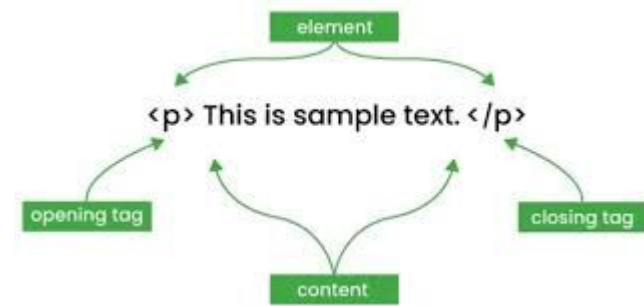 element
<p> This is sample text. </p>
opening tag
closing tag
content